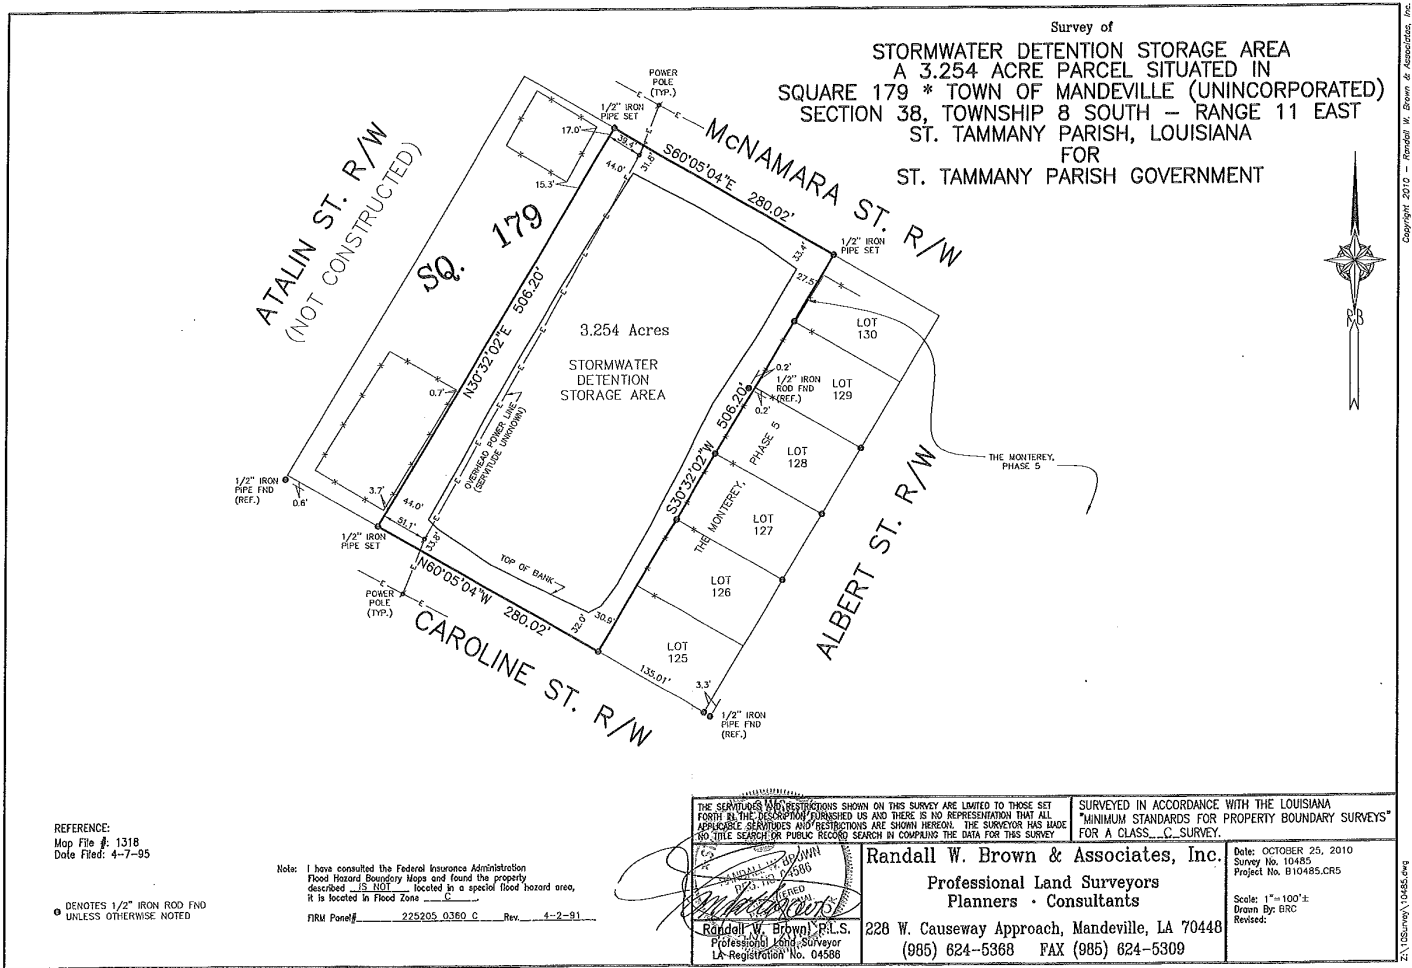 Survey of
STORMWATER DETENTION STORAGE AREA
A 3.254 ACRE PARCEL SITUATED IN
SQUARE 179 * TOWN OF MANDEVILLE (UNINCORPORATED)
SECTION 38, TOWNSHIP 8 SOUTH – RANGE 11 EAST
ST. TAMMANY PARISH, LOUISIANA
FOR
ST. TAMMANY PARISH GOVERNMENT
Copyright 2010 – Randall W. Brown & Associates, Inc.
POWER
POLE
(TYP.)
1/2" IRON
PIPE SET
17.0'
39.4'
31.8'
44.0'
15.3'
McNAMARA ST. R/W
S60°05'04"E 280.02'
1/2" IRON
PIPE SET
33.4'
27.5'
ATALIN ST. R/W
(NOT CONSTRUCTED)
SQ. 179
N30°32'02"E 506.20'
3.254 Acres
STORMWATER
DETENTION
STORAGE AREA
OVERHEAD POWER LINE
(SERVITUDE UNKNOWN)
LOT
130
LOT
129
0.2'
1/2" IRON
ROD FND
(REF.)
0.2'
0.7'
S30°32'02"W 506.20'
THE MONTEREY,
PHASE 5
LOT
128
THE MONTEREY,
PHASE 5
LOT
127
LOT
126
LOT
125
ALBERT ST. R/W
1/2" IRON
PIPE FND
(REF.)
0.6'
3.7'
44.0'
51.1'
33.8'
1/2" IRON
PIPE SET
TOP OF BANK
N60°05'04"W 280.02'
32.0'
30.9'
POWER
POLE
(TYP.)
CAROLINE ST. R/W
135.01'
3.3'
1/2" IRON
PIPE FND
(REF.)
E
RB
REFERENCE:
Map File #: 1318
Date Filed: 4-7-95
DENOTES 1/2" IRON ROD FND
UNLESS OTHERWISE NOTED
Note: I have consulted the Federal Insurance Administration
Flood Hazard Boundary Maps and found the property
described IS NOT located in a special flood hazard area,
it is located in Flood Zone C.
FIRM Panel# 225205 0360 C Rev. 4-2-91
THE SERVITUDES AND RESTRICTIONS SHOWN ON THIS SURVEY ARE LIMITED TO THOSE SET
FORTH IN THE DESCRIPTION FURNISHED US AND THERE IS NO REPRESENTATION THAT ALL
APPLICABLE SERVITUDES AND RESTRICTIONS ARE SHOWN HEREON. THE SURVEYOR HAS MADE
NO TITLE SEARCH OR PUBLIC RECORD SEARCH IN COMPILING THE DATA FOR THIS SURVEY
SURVEYED IN ACCORDANCE WITH THE LOUISIANA
"MINIMUM STANDARDS FOR PROPERTY BOUNDARY SURVEYS"
FOR A CLASS C SURVEY.
RANDALL W. BROWN
REG. NO. 04586
REGISTERED
Randall W. Brown, P.L.S.
Professional Land Surveyor
LA Registration No. 04586
Randall W. Brown & Associates, Inc.
Professional Land Surveyors
Planners · Consultants
228 W. Causeway Approach, Mandeville, LA 70448
(985) 624-5368 FAX (985) 624-5309
Date: OCTOBER 25, 2010
Survey No. 10485
Project No. B10485.CR5
Scale: 1"=100'±
Drawn By: BRC
Revised:
Z:\10Survey\10485.dwg